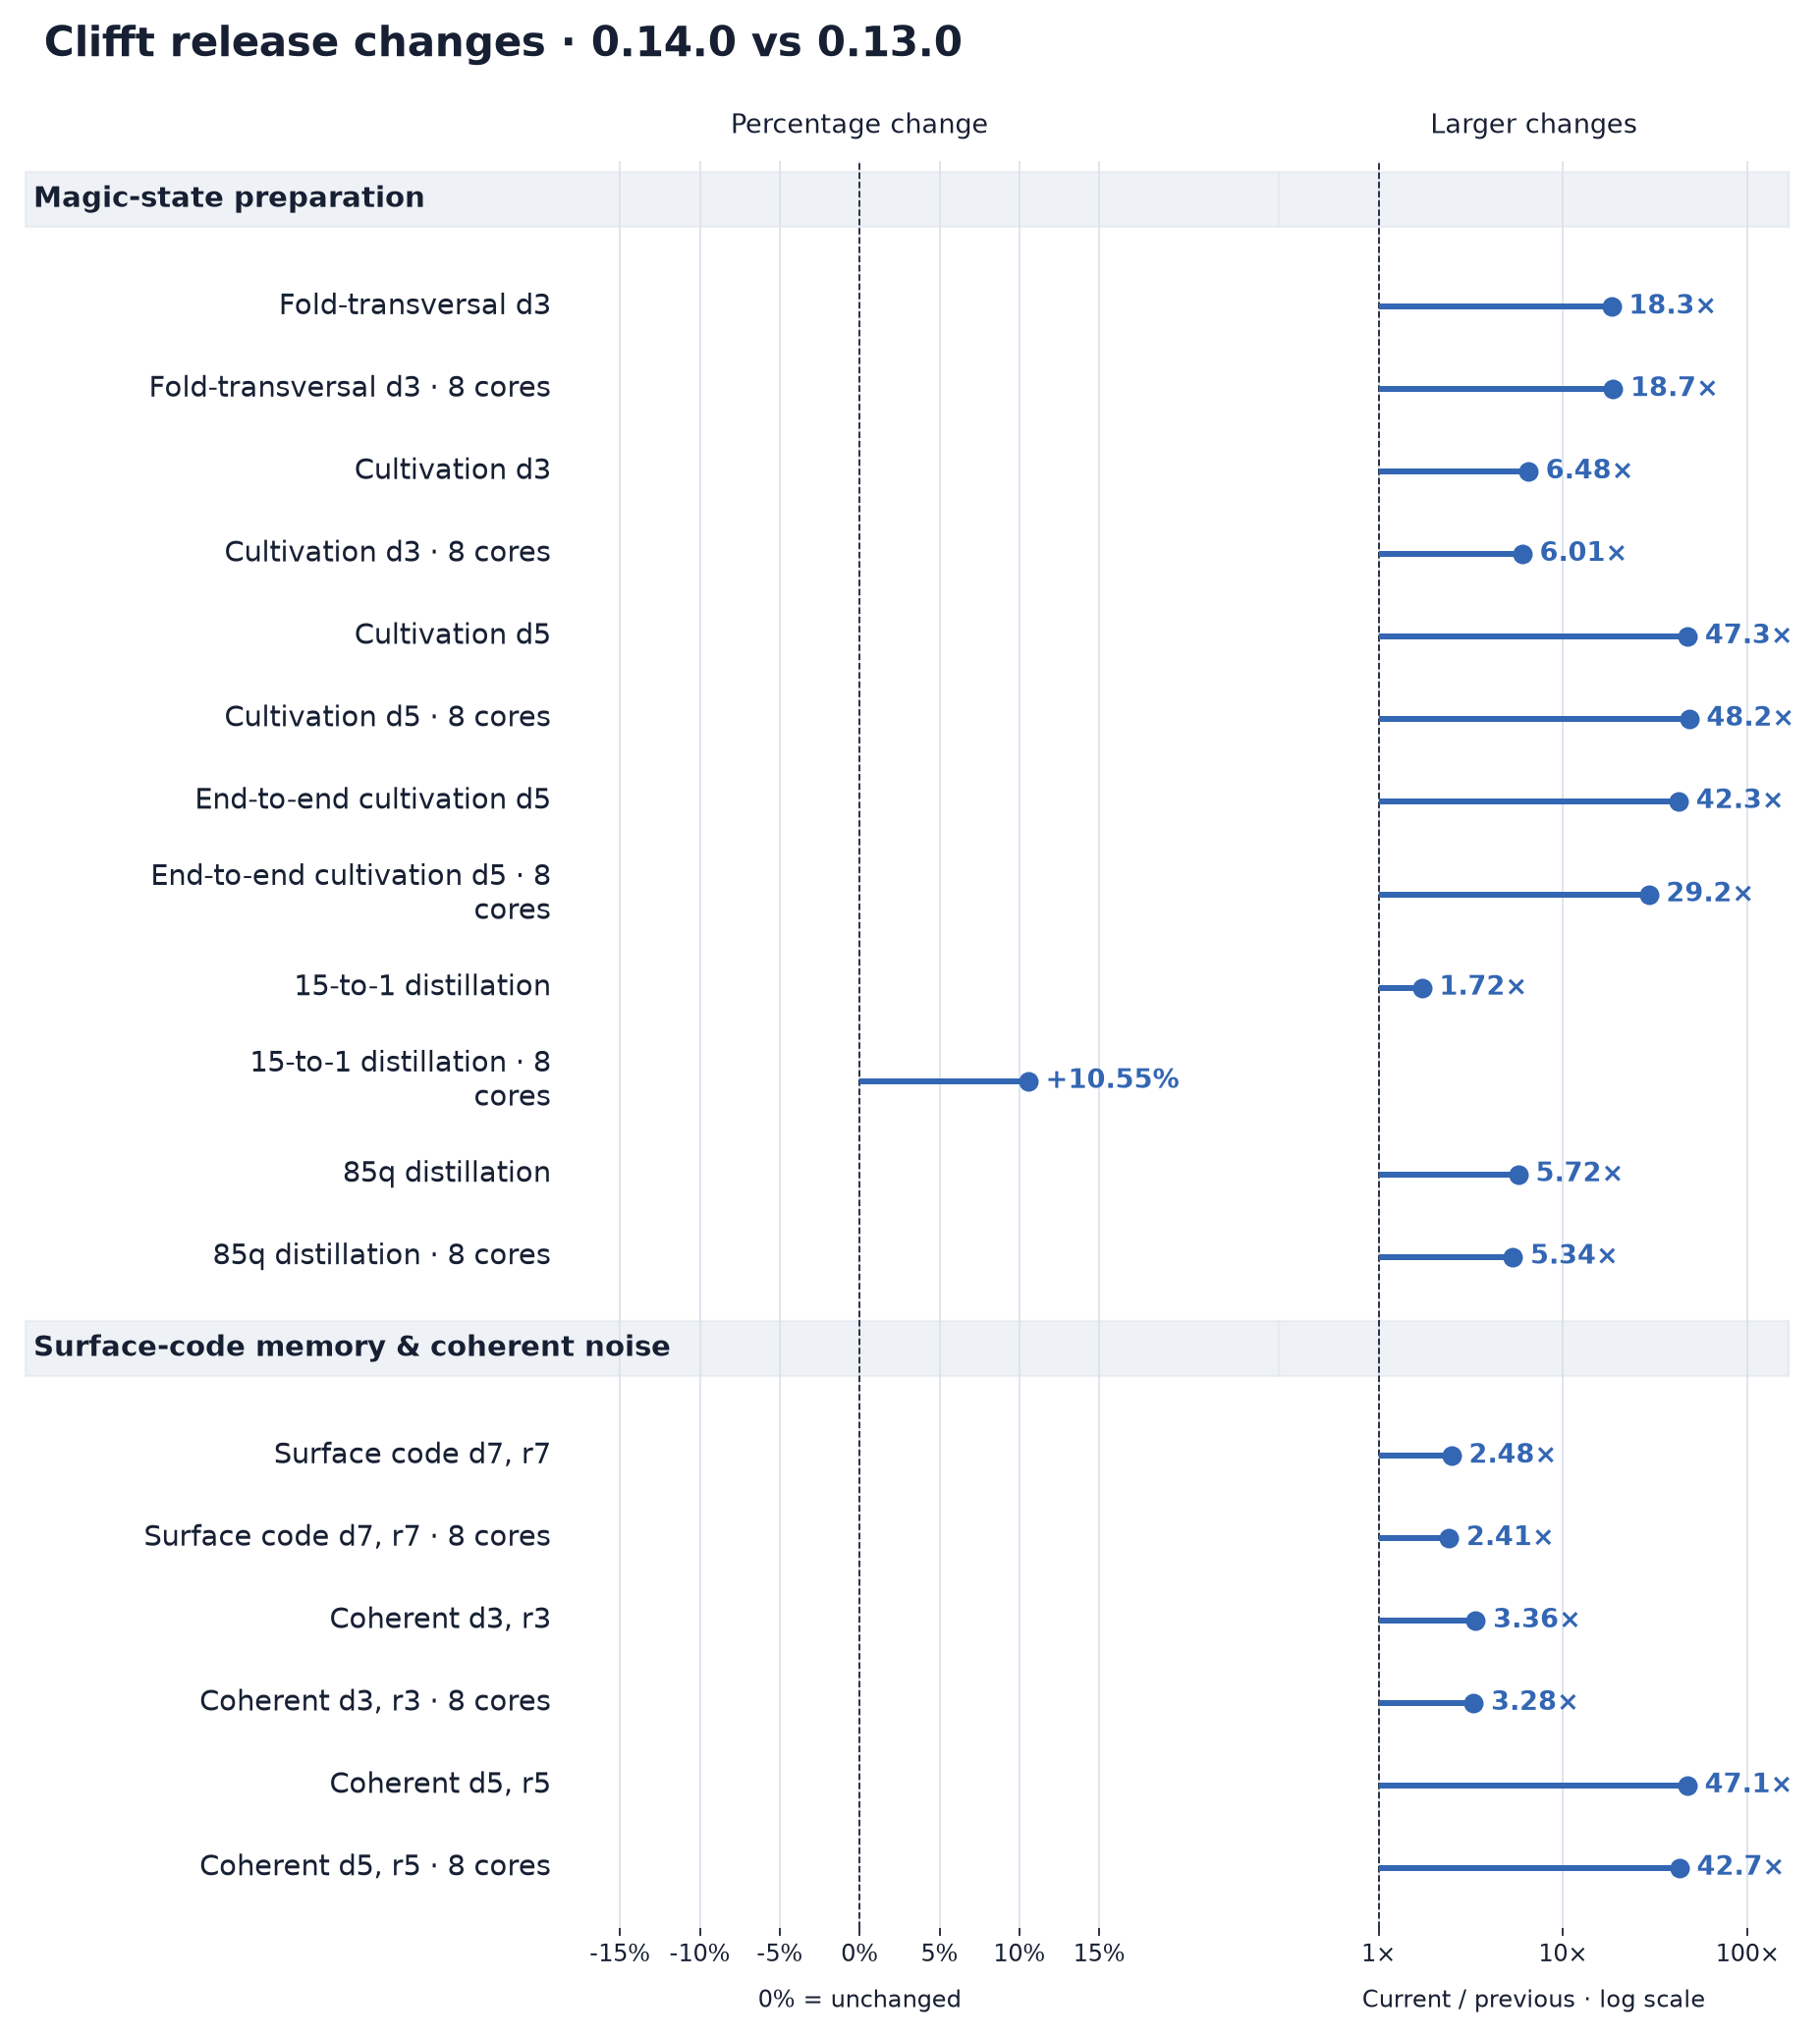 Clifft release changes · 0.14.0 vs 0.13.0
Percentage change
Larger changes
Magic-state preparation
Fold-transversal d3
18.3×
Fold-transversal d3 · 8 cores
18.7×
Cultivation d3
6.48×
Cultivation d3 · 8 cores
6.01×
Cultivation d5
47.3×
Cultivation d5 · 8 cores
48.2×
End-to-end cultivation d5
42.3×
End-to-end cultivation d5 · 8
cores
29.2×
15-to-1 distillation
1.72×
15-to-1 distillation · 8
cores
+10.55%
85q distillation
5.72×
85q distillation · 8 cores
5.34×
Surface-code memory & coherent noise
Surface code d7, r7
2.48×
Surface code d7, r7 · 8 cores
2.41×
Coherent d3, r3
3.36×
Coherent d3, r3 · 8 cores
3.28×
Coherent d5, r5
47.1×
Coherent d5, r5 · 8 cores
42.7×
-15% -10% -5% 0% 5% 10% 15%
1× 10× 100×
0% = unchanged
Current / previous · log scale